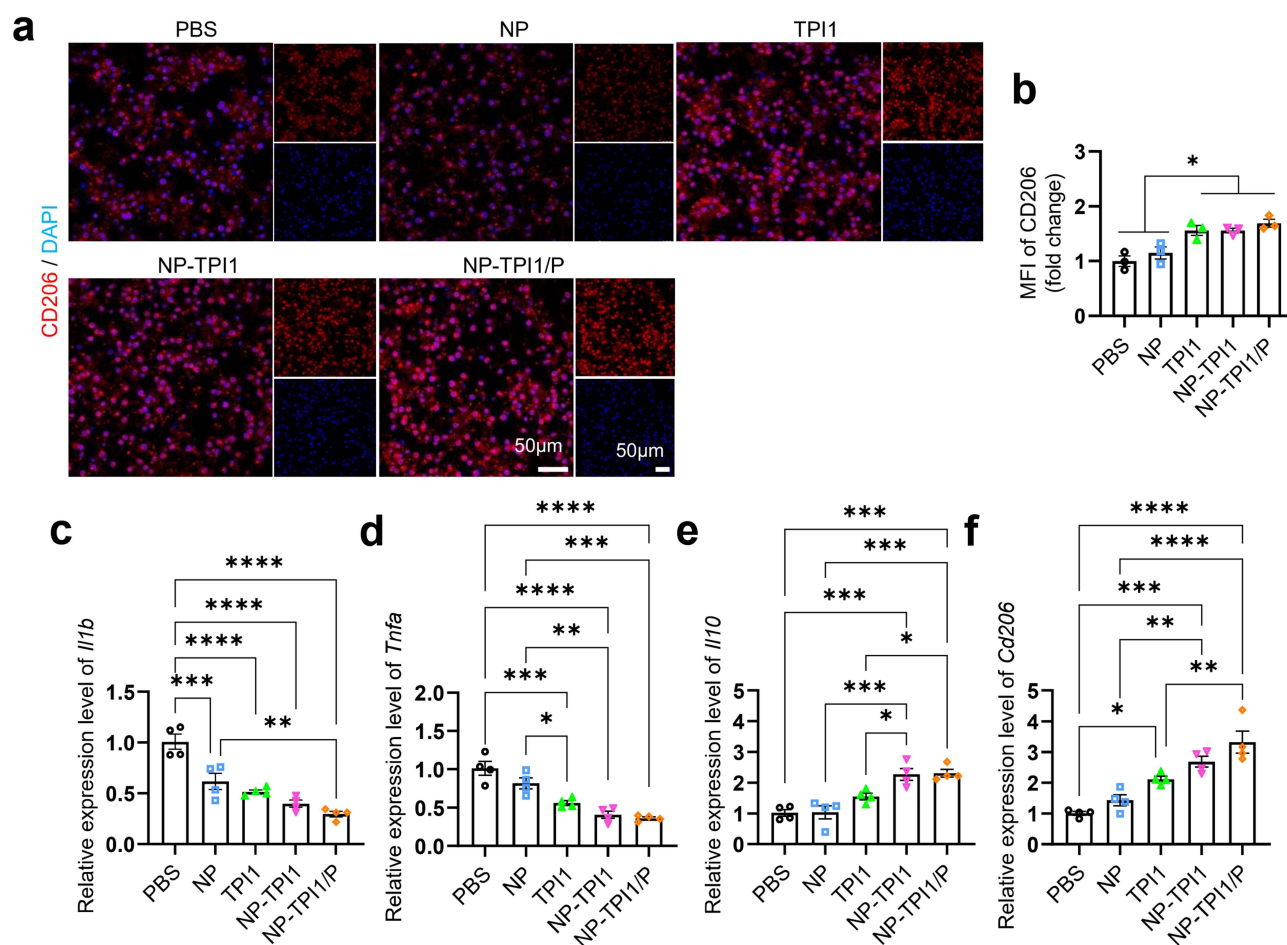 a
PBS
NP
TPI1
CD206 / DAPI
NP-TPI1
NP-TPI1/P
50μm
50μm
b
MFI of CD206
(fold change)
3
2
1
0
*
PBS
NP
TPI1
NP-TPI1
NP-TPI1/P
c
Relative expression level of Il1b
1.5
1.0
0.5
0.0
****
****
****
***
**
PBS
NP
TPI1
NP-TPI1
NP-TPI1/P
d
Relative expression level of Tnfa
2.0
1.5
1.0
0.5
0.0
****
***
****
**
***
*
PBS
NP
TPI1
NP-TPI1
NP-TPI1/P
e
Relative expression level of Il10
5
4
3
2
1
0
***
***
***
*
***
*
PBS
NP
TPI1
NP-TPI1
NP-TPI1/P
f
Relative expression level of Cd206
5
4
3
2
1
0
****
****
***
**
**
*
PBS
NP
TPI1
NP-TPI1
NP-TPI1/P